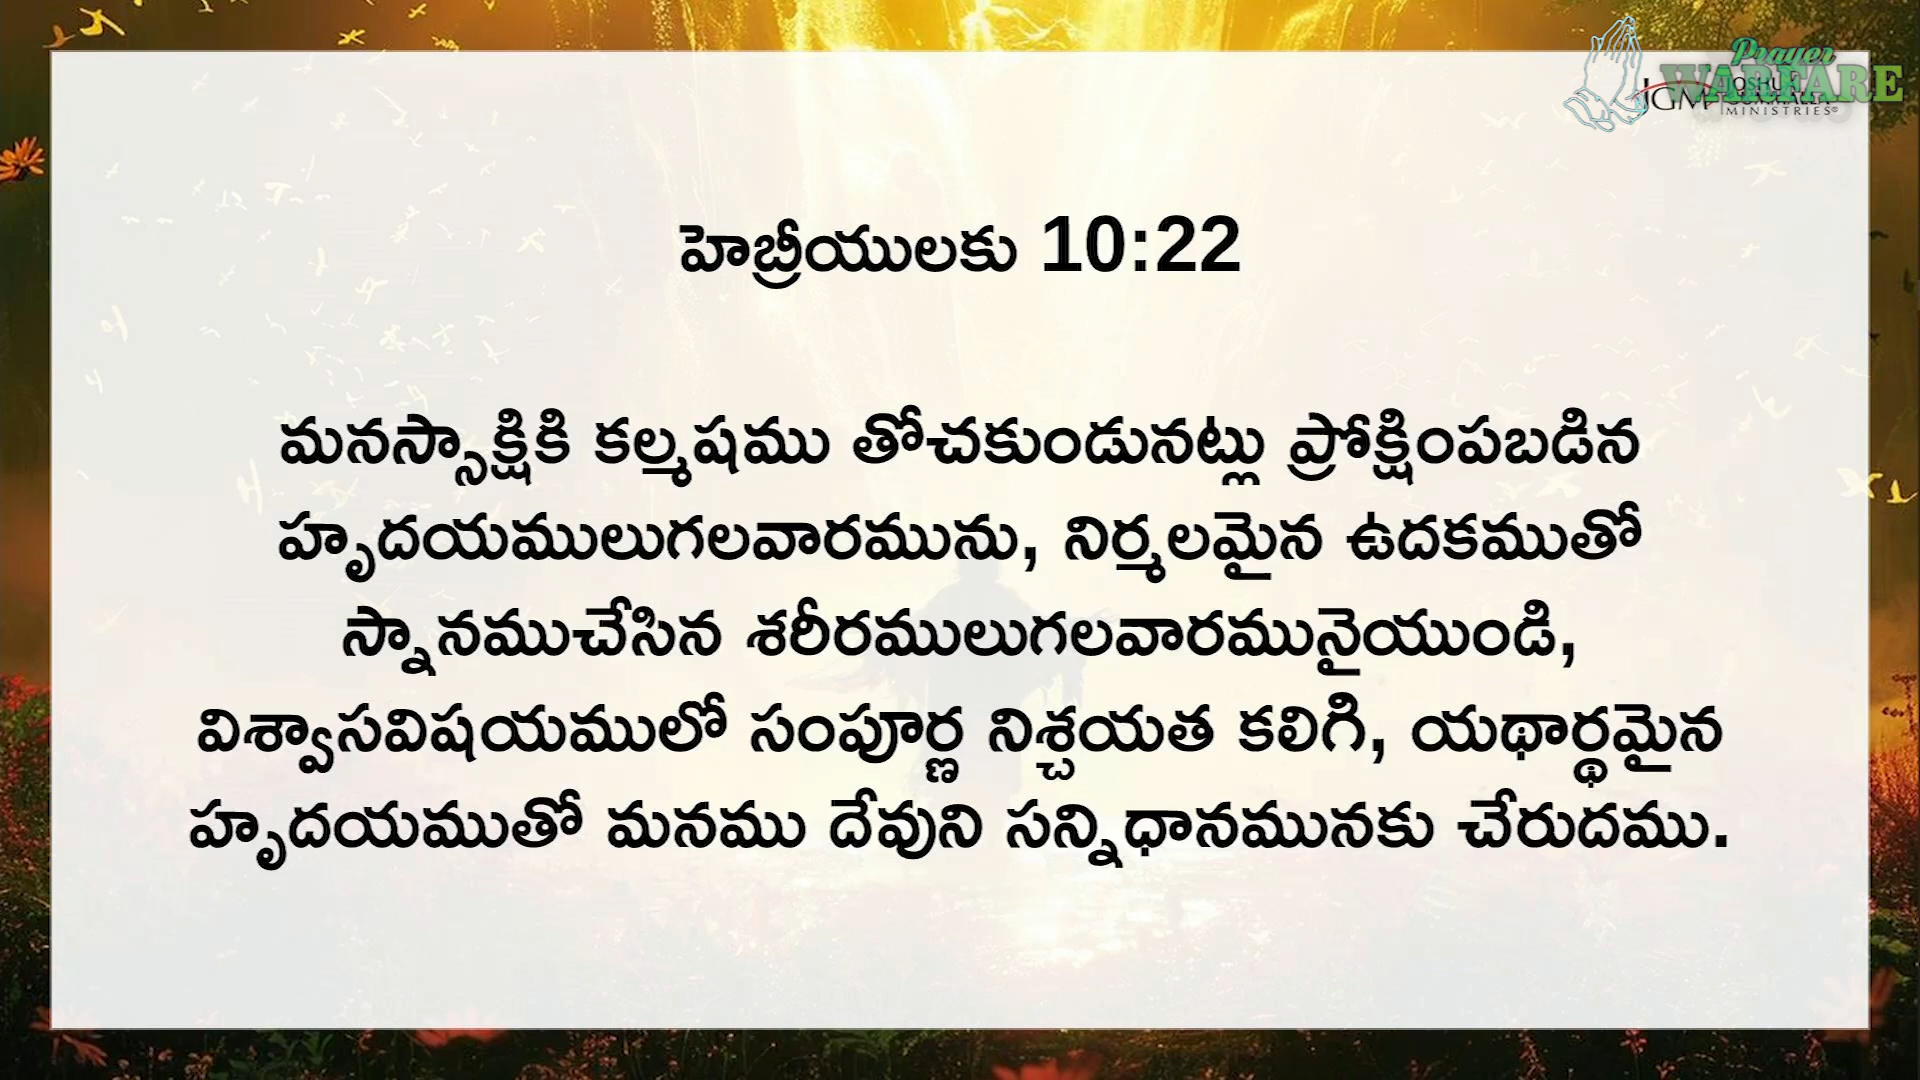 Prayer
WARFARE
JGM
MINISTRIES®
హెబ్రీయులకు 10:22
మనస్సాక్షికి కల్మషము తోచకుండునట్లు ప్రోక్షింపబడిన
హృదయములుగలవారమును, నిర్మలమైన ఉదకముతో
స్నానముచేసిన శరీరములుగలవారమునైయుండి,
విశ్వాసవిషయములో సంపూర్ణ నిశ్చయత కలిగి, యథార్థమైన
హృదయముతో మనము దేవుని సన్నిధానమునకు చేరుదము.